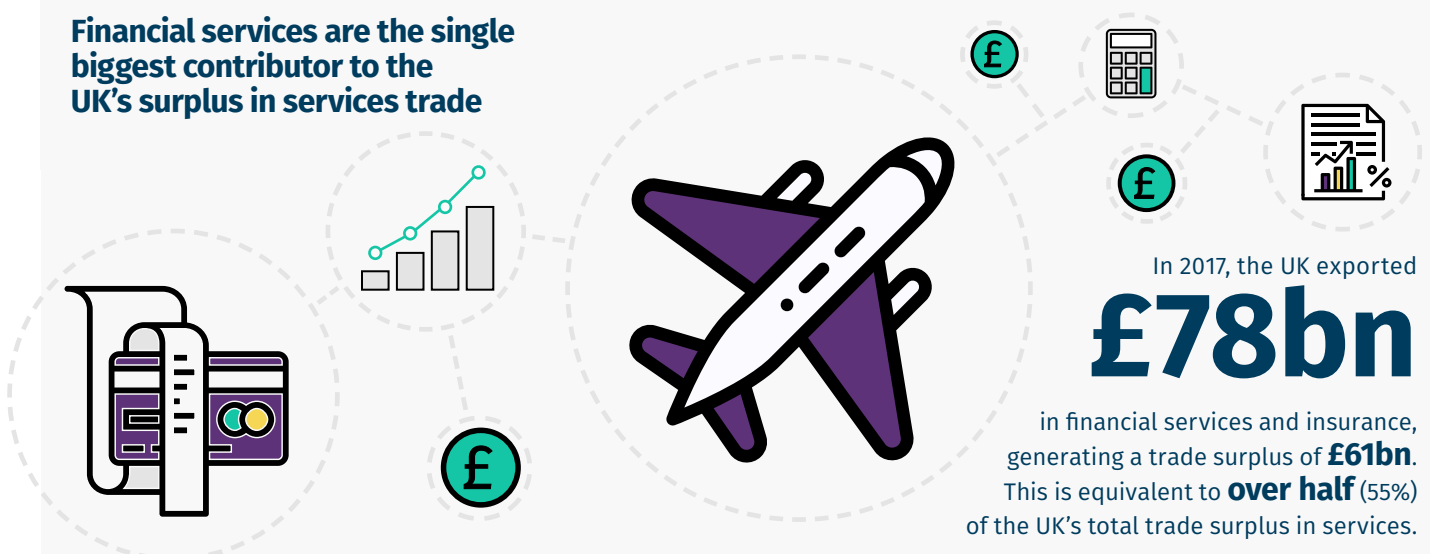 Financial services are the single
biggest contributor to the
UK’s surplus in services trade
£
£
£
%
In 2017, the UK exported
£78bn
in financial services and insurance,
generating a trade surplus of £61bn.
This is equivalent to over half (55%)
of the UK’s total trade surplus in services.